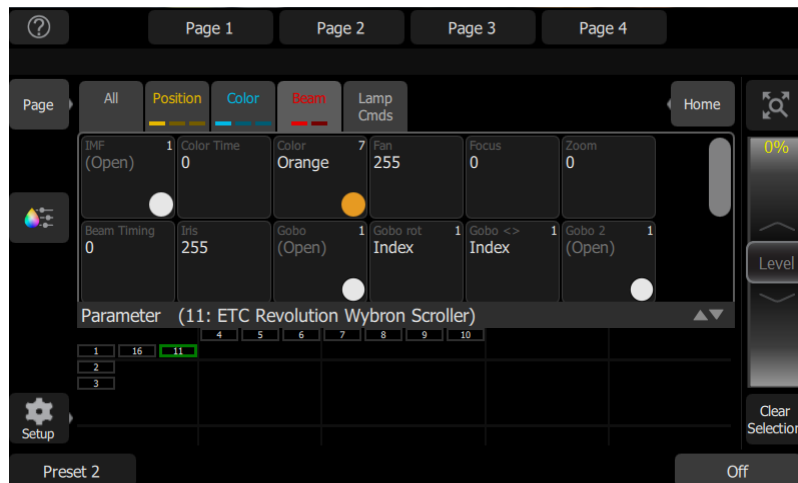 ?
Page 1
Page 2
Page 3
Page 4
Page
All
Position
Color
Beam
Lamp
Cmds
Home
0%
IMF 1
(Open)
Color Time
0
Color 7
Orange
Fan
255
Focus
0
Zoom
0
Beam Timing
0
Iris
255
Gobo 1
(Open)
Gobo rot 1
Index
Gobo <> 1
Index
Gobo 2 1
(Open)
Level
Parameter (11: ETC Revolution Wybron Scroller)
4 5 6 7 8 9 10
1 16 11
2
3
Setup
Clear
Selection
Preset 2
Off